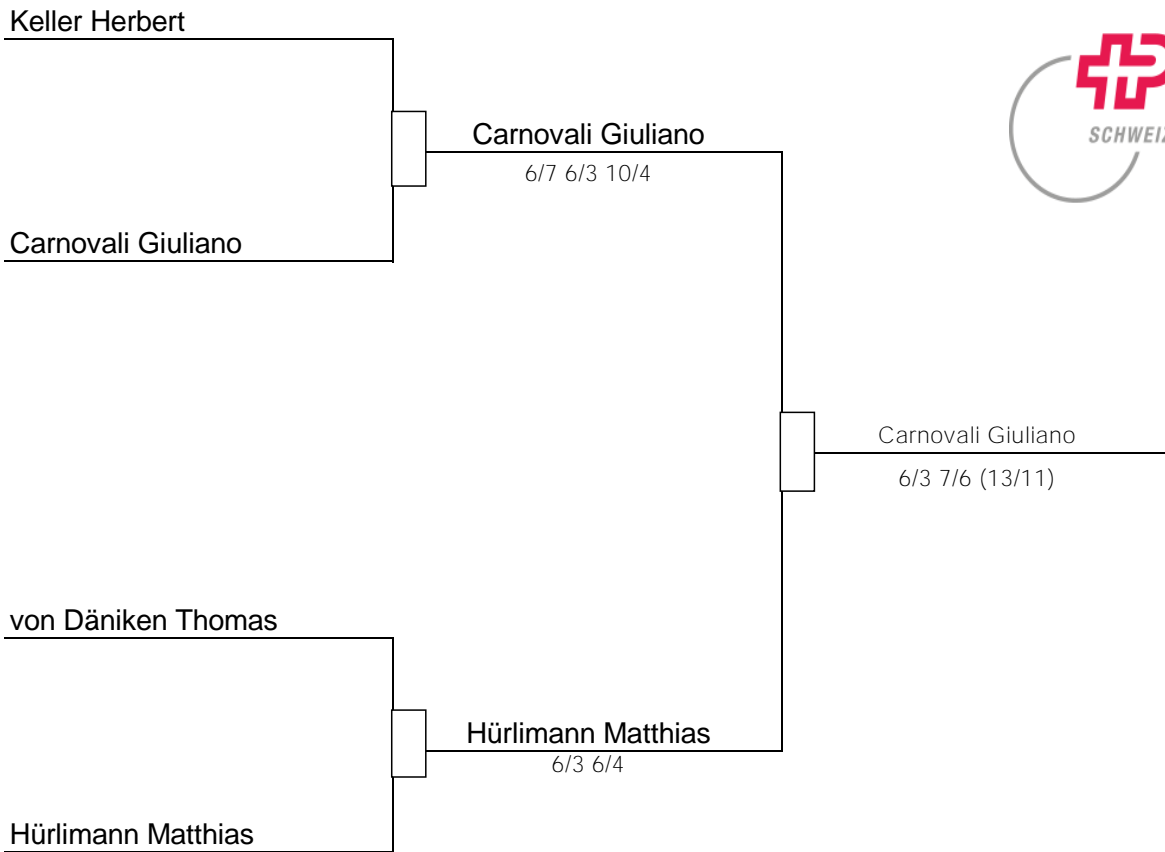 Keller Herbert
SCHWEIZ
Carnovali Giuliano
6/7 6/3 10/4
Carnovali Giuliano
Carnovali Giuliano
6/3 7/6 (13/11)
von Däniken Thomas
Hürlimann Matthias
6/3 6/4
Hürlimann Matthias